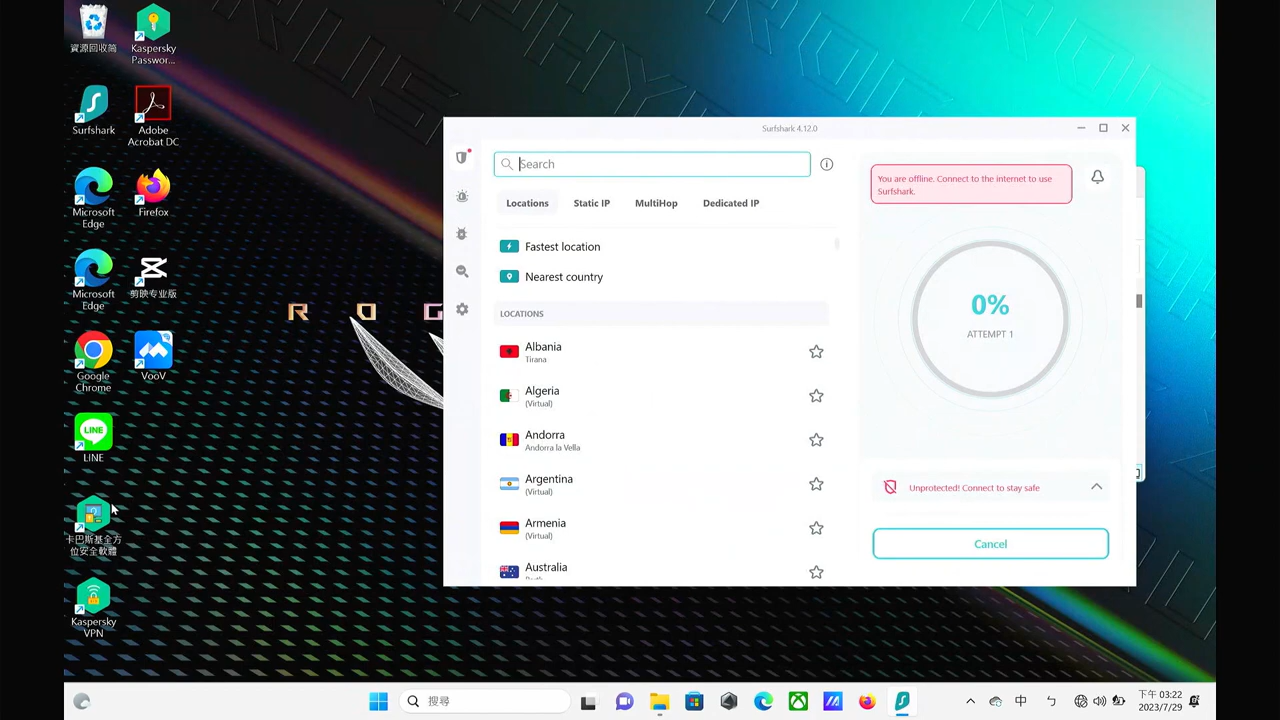 資源回收筒
Kaspersky
Passwor...
Surfshark
Adobe
Acrobat DC
Microsoft
Edge
Firefox
Microsoft
Edge
剪映专业版
Google
Chrome
VooV
LINE
LINE
卡巴斯基全方
位安全軟體
Kaspersky
VPN
R O G
Surfshark 4.12.0
Search
Locations
Static IP
MultiHop
Dedicated IP
Fastest location
Nearest country
LOCATIONS
Albania
Tirana
Algeria
(Virtual)
Andorra
Andorra la Vella
Argentina
(Virtual)
Armenia
(Virtual)
Australia
You are offline. Connect to the internet to use
Surfshark.
0%
ATTEMPT 1
Unprotected! Connect to stay safe
Cancel
搜尋
中
ㄅ
下午 03:22
2023/7/29